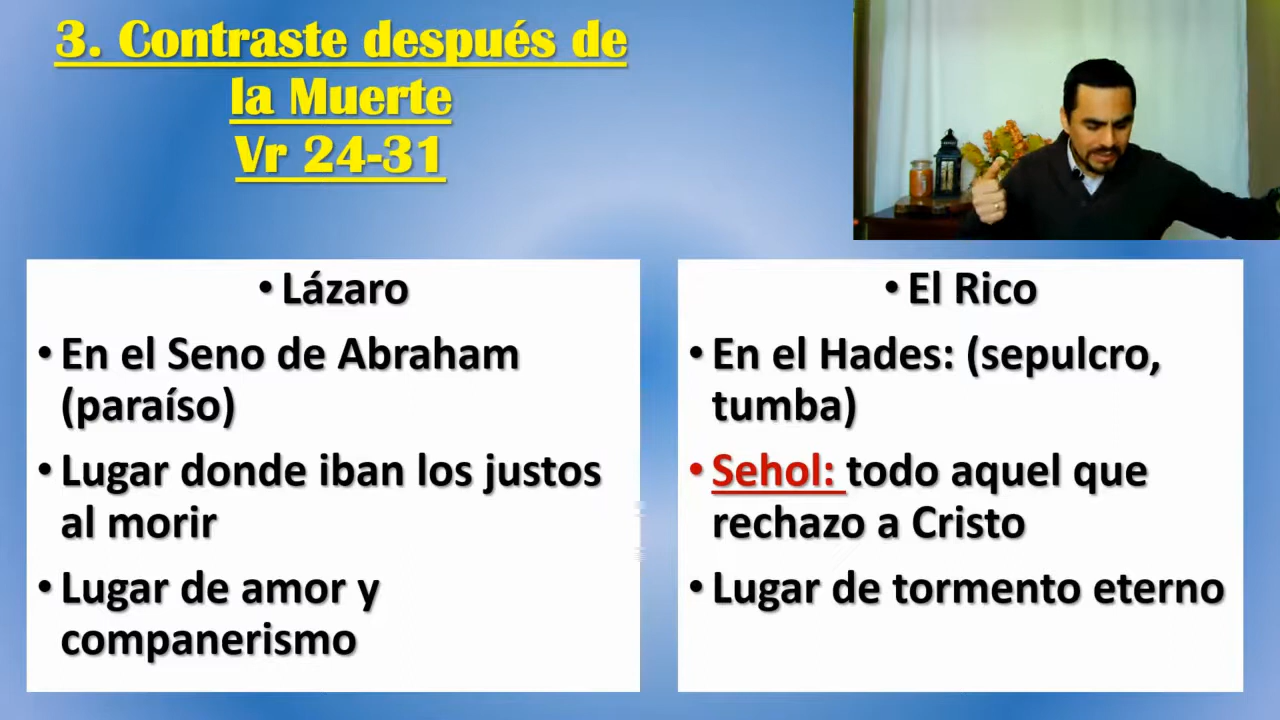 3. Contraste después de
la Muerte
Vr 24-31
• Lázaro
• En el Seno de Abraham
(paraíso)
• Lugar donde iban los justos
al morir
• Lugar de amor y
companerismo
• El Rico
• En el Hades: (sepulcro,
tumba)
• Sehol: todo aquel que
rechazo a Cristo
• Lugar de tormento eterno